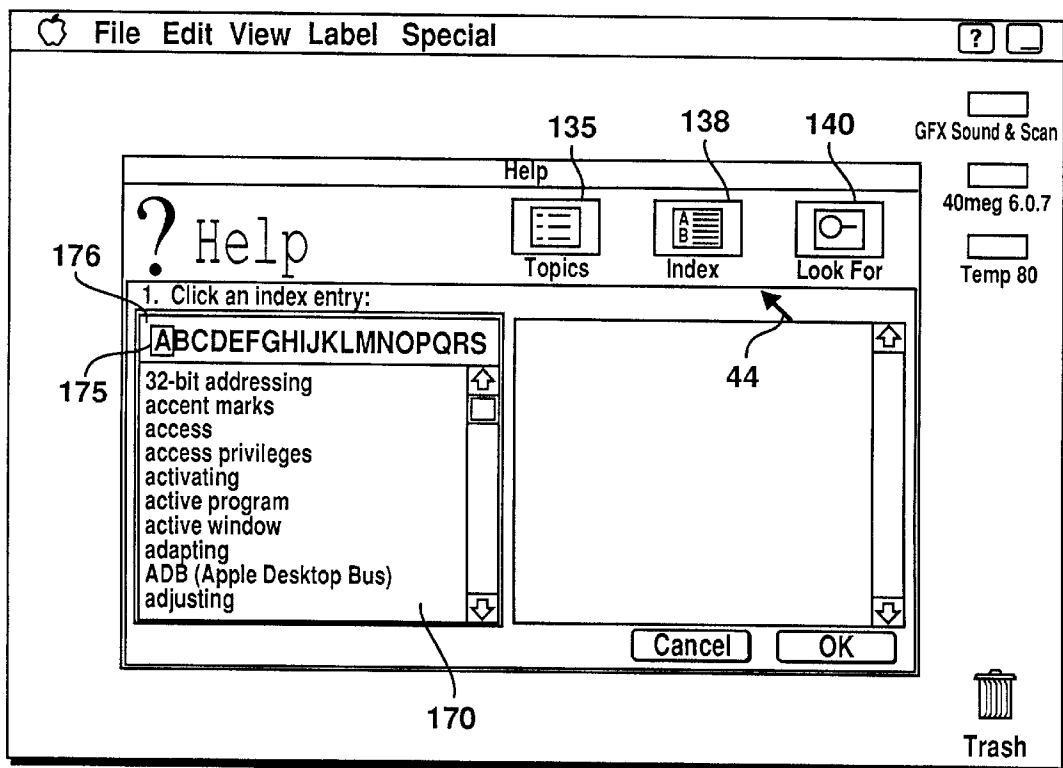 File Edit View Label Special ?
GFX Sound & Scan
40meg 6.0.7
Temp 80
135 138 140
Help
? Help
Topics Index Look For
A
B
176
1. Click an index entry:
ABCDEFGHIJKLMNOPQRS
175
44
32-bit addressing
accent marks
access
access privileges
activating
active program
active window
adapting
ADB (Apple Desktop Bus)
adjusting
Cancel OK
170
Trash